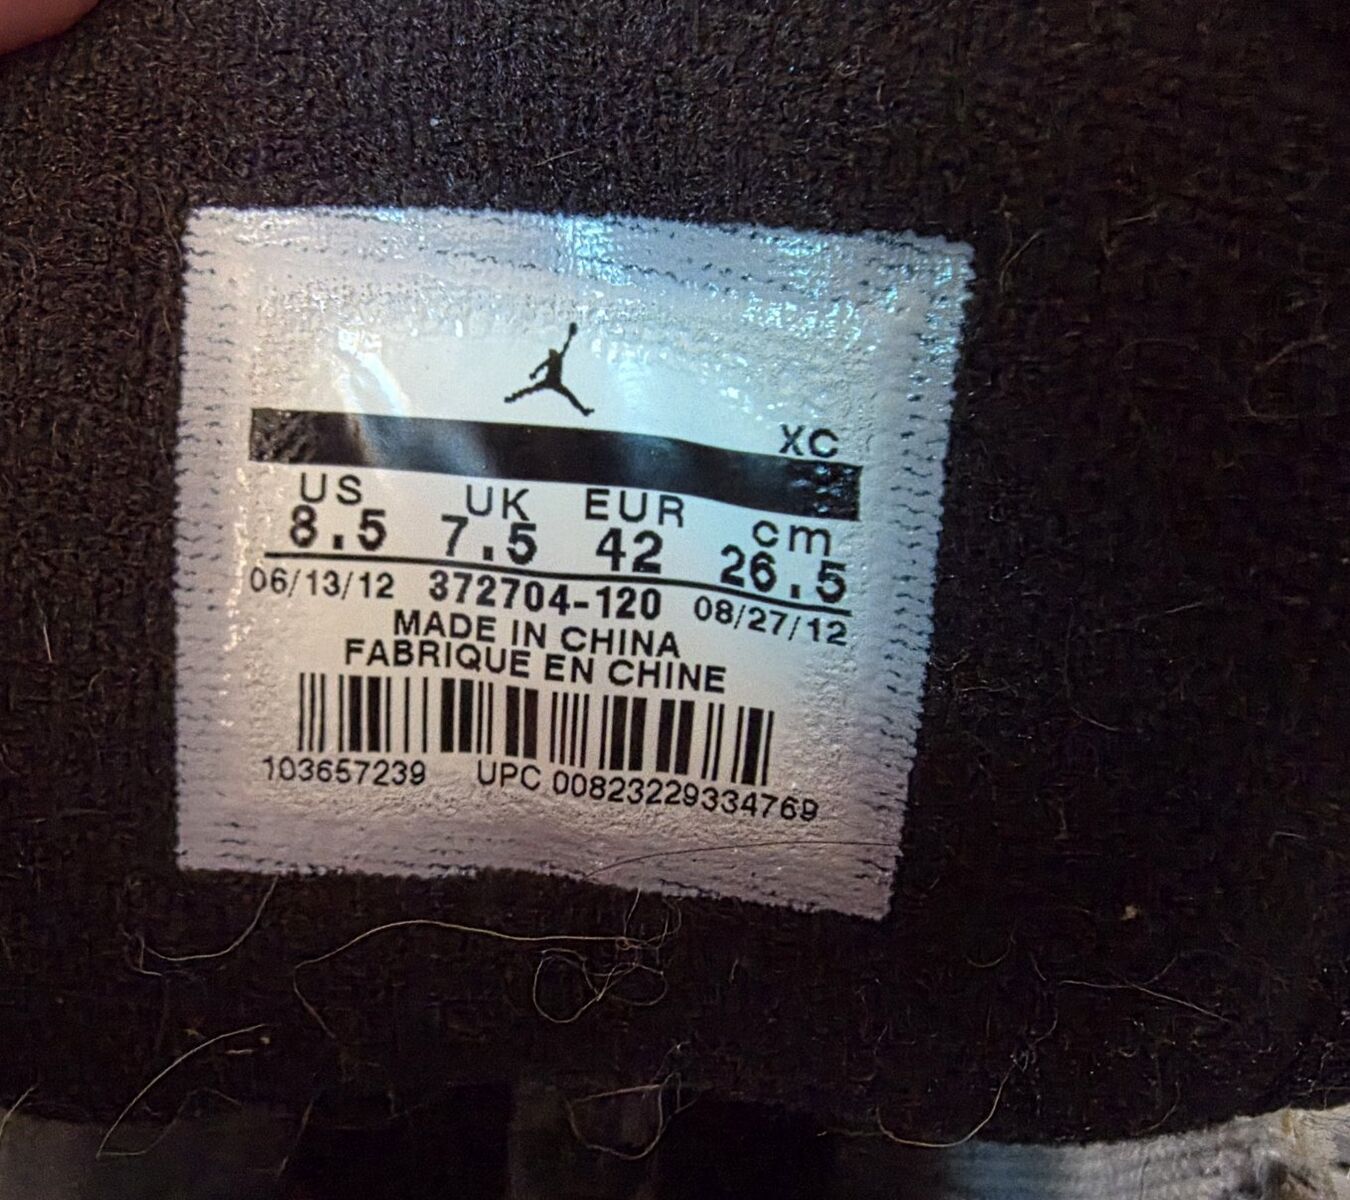 XC
US UK EUR cm
8.5 7.5 42 26.5
06/13/12 372704-120 08/27/12
MADE IN CHINA
FABRIQUE EN CHINE
103657239 UPC 00823229334769